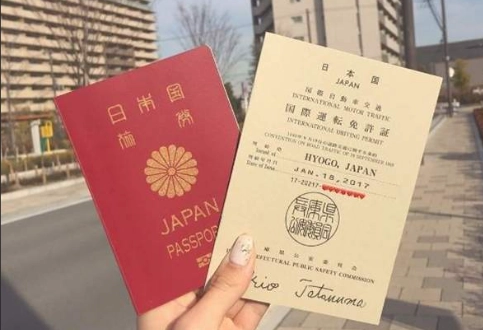 日本国
旅券
JAPAN
PASSPORT
日本国
JAPAN
国際自動車交通
INTERNATIONAL MOTOR TRAFFIC
国際運転免許証
INTERNATIONAL DRIVING PERMIT
CONVENTION ON ROAD TRAFFIC OF 19 SEPTEMBER 1949
Issued at
HYOGO, JAPAN
Date of Issue
JAN.18,2017
17-20217-
兵庫県
公安委員会
PREFECTURAL PUBLIC SAFETY COMMISSION